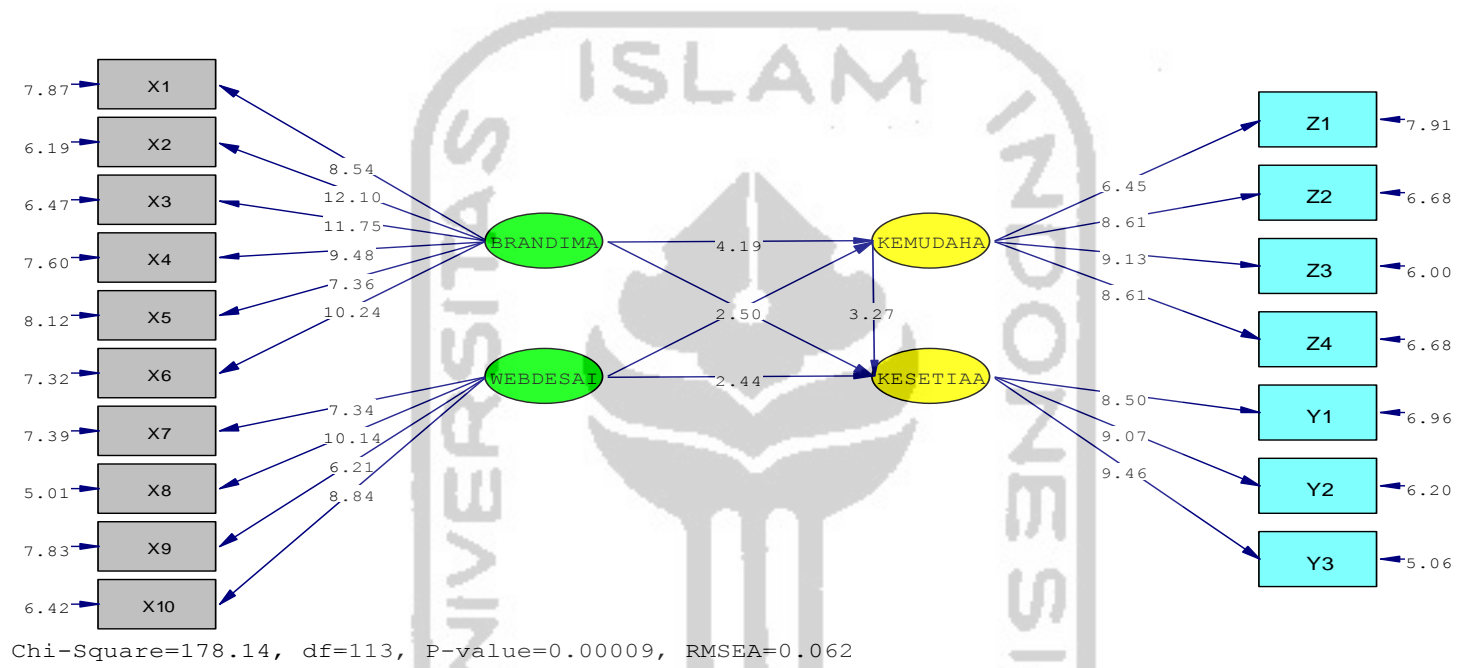 ISLAM
UNIVERSITAS
INDONESI
7.87
X1
6.19
X2
6.47
X3
7.60
X4
8.12
X5
7.32
X6
7.39
X7
5.01
X8
7.83
X9
6.42
X10
8.54
12.10
11.75
9.48
7.36
10.24
7.34
10.14
6.21
8.84
BRANDIMA
WEBDESAI
4.19
2.50
3.27
2.44
KEMUDAHA
KESETIAA
6.45
8.61
9.13
8.61
8.50
9.07
9.46
Z1
7.91
Z2
6.68
Z3
6.00
Z4
6.68
Y1
6.96
Y2
6.20
Y3
5.06
Chi-Square=178.14, df=113, P-value=0.00009, RMSEA=0.062